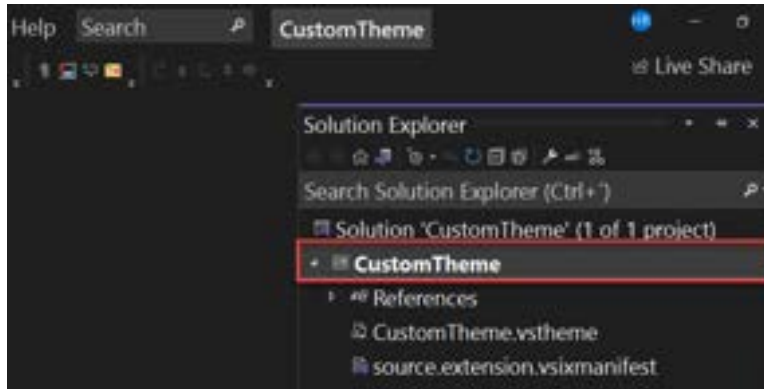 Help Search CustomTheme
Live Share
Solution Explorer
Search Solution Explorer (Ctrl+¨)
Solution 'CustomTheme' (1 of 1 project)
CustomTheme
References
CustomTheme.vstheme
source.extension.vsixmanifest